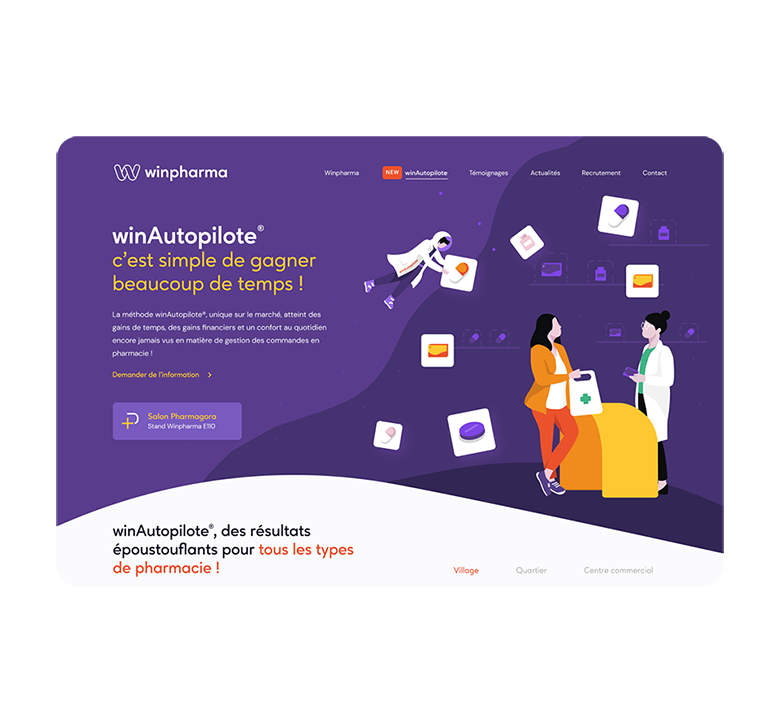 winpharma
Winpharma
NEW winAutopilote
Témoignages
Actualités
Recrutement
Contact
winAutopilote®
c'est simple de gagner
beaucoup de temps !
La méthode winAutopilote®, unique sur le marché, atteint des
gains de temps, des gains financiers et un confort au quotidien
encore jamais vus en matière de gestion des commandes en
pharmacie !
Demander de l'information
Salon Pharmagora
Stand Winpharma E110
winAutopilote®, des résultats
époustouflants pour tous les types
de pharmacie !
Village
Quartier
Centre commercial